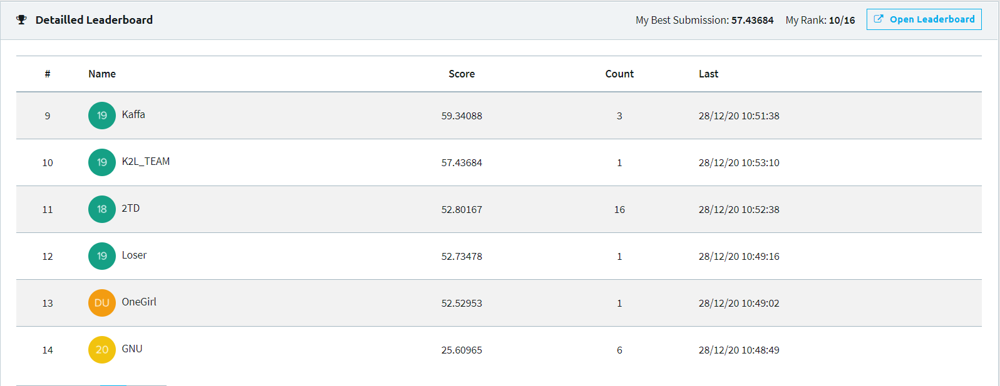 Detailled Leaderboard My Best Submission: 57.43684 My Rank: 10/16 Open Leaderboard
# Name Score Count Last
9 19 Kaffa 59.34088 3 28/12/20 10:51:38
10 19 K2L_TEAM 57.43684 1 28/12/20 10:53:10
11 18 2TD 52.80167 16 28/12/20 10:52:38
12 19 Loser 52.73478 1 28/12/20 10:49:16
13 DU OneGirl 52.52953 1 28/12/20 10:49:02
14 20 GNU 25.60965 6 28/12/20 10:48:49